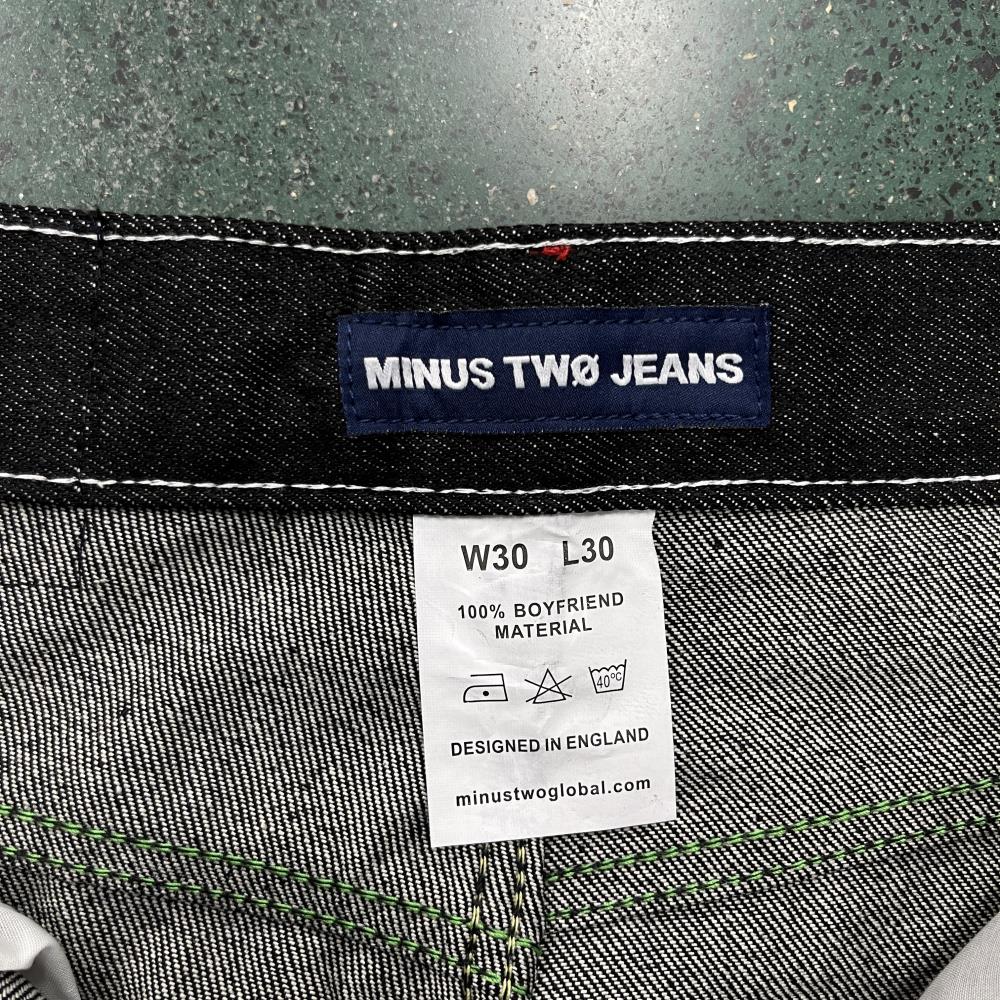 MINUS TWØ JEANS
W30 L30
100% BOYFRIEND
MATERIAL
40°C
DESIGNED IN ENGLAND
minustwoglobal.com